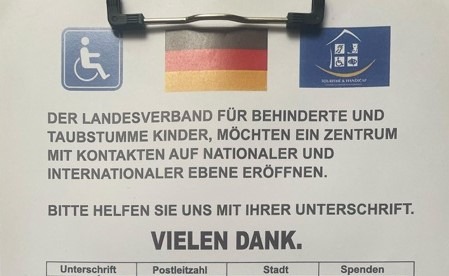 DER LANDESVERBAND FÜR BEHINDERTE UND
TAUBSTUMME KINDER, MÖCHTEN EIN ZENTRUM
MIT KONTAKTEN AUF NATIONALER UND
INTERNATIONALER EBENE ERÖFFNEN.
BITTE HELFEN SIE UNS MIT IHRER UNTERSCHRIFT.
VIELEN DANK.
Unterschrift Postleitzahl Stadt Spenden